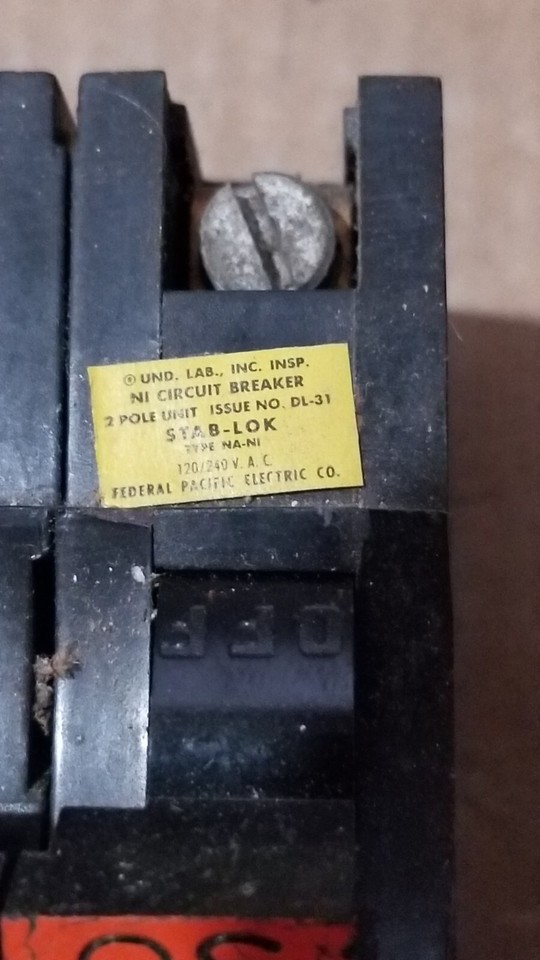 ® UND. LAB., INC. INSP.
NI CIRCUIT BREAKER
2 POLE UNIT ISSUE NO. DL-31
STAB-LOK
TYPE NA-NI
120/240 V. A. C.
FEDERAL PACIFIC ELECTRIC CO.
OFF